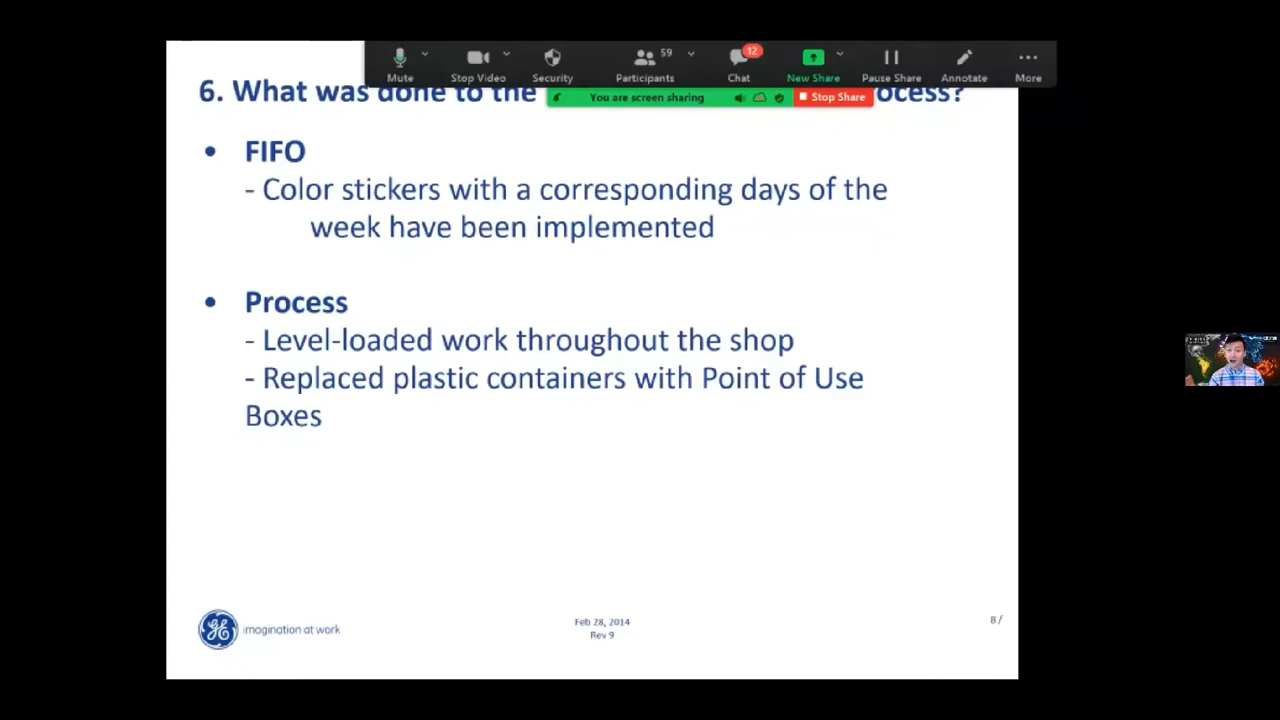 59
12
Mute
Stop Video
Security
Participants
Chat
New Share
Pause Share
Annotate
More
You are screen sharing
Stop Share
6. What was done to the ocess?
• FIFO
- Color stickers with a corresponding days of the
week have been implemented
• Process
- Level-loaded work throughout the shop
- Replaced plastic containers with Point of Use
Boxes
GE
imagination at work
Feb 28, 2014
Rev 9
8/